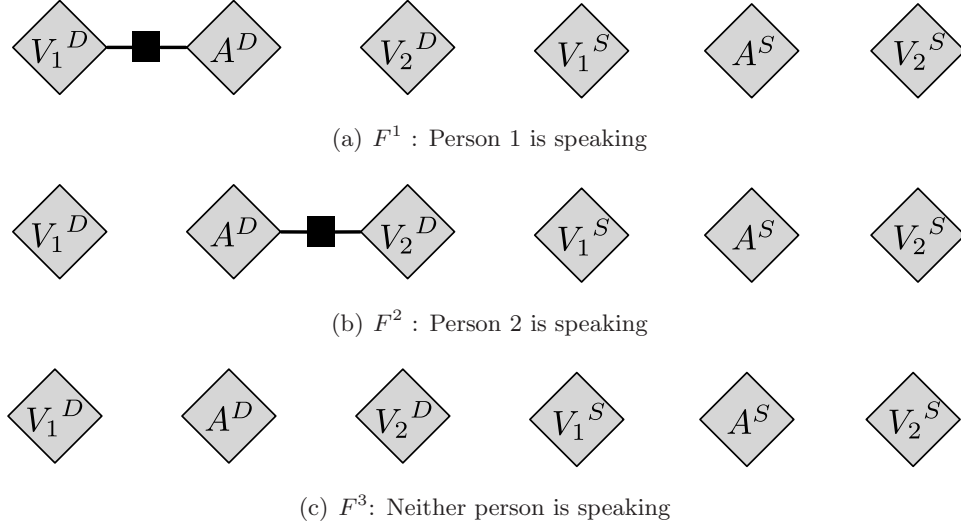 V₁ᴰ A^D V₂ᴰ V₁ˢ A^S V₂ˢ
(a) F¹ : Person 1 is speaking
V₁ᴰ A^D V₂ᴰ V₁ˢ A^S V₂ˢ
(b) F² : Person 2 is speaking
V₁ᴰ A^D V₂ᴰ V₁ˢ A^S V₂ˢ
(c) F³: Neither person is speaking